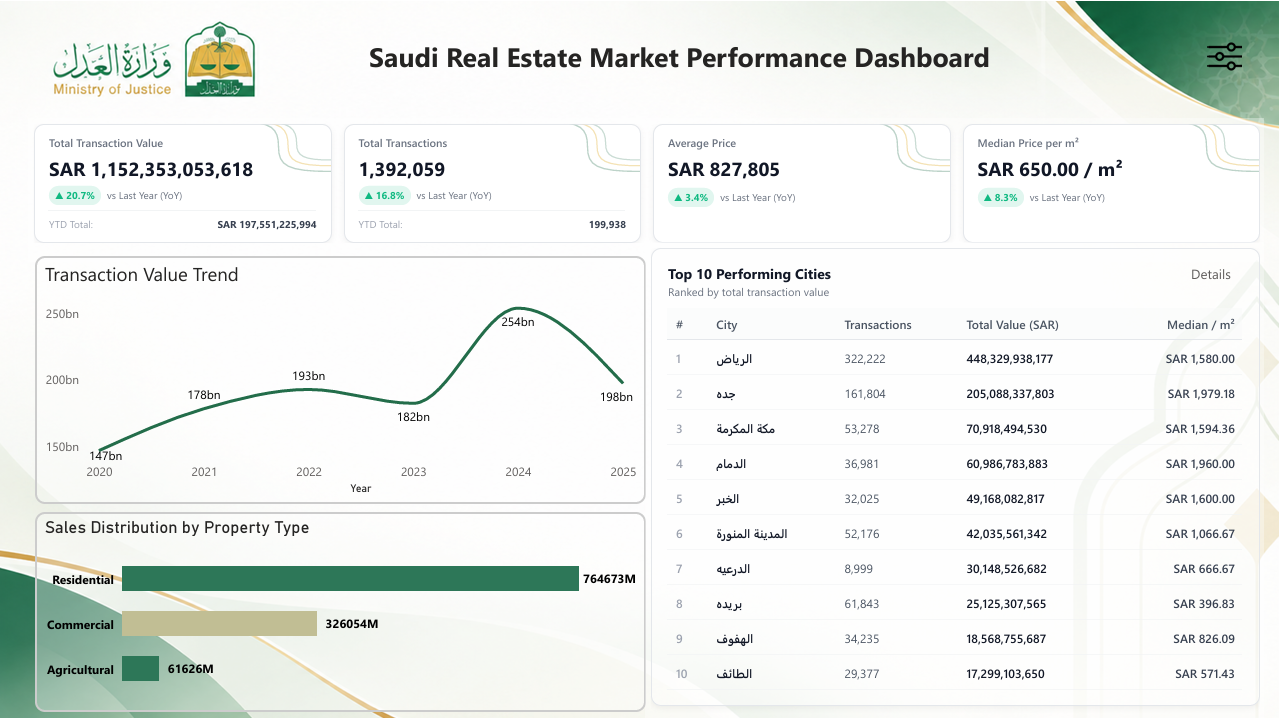 وزارة العدل
Ministry of Justice
وزارة العدل
Saudi Real Estate Market Performance Dashboard
Total Transaction Value
SAR 1,152,353,053,618
▲ 20.7% vs Last Year (YoY)
YTD Total: SAR 197,551,225,994
Total Transactions
1,392,059
▲ 16.8% vs Last Year (YoY)
YTD Total: 199,938
Average Price
SAR 827,805
▲ 3.4% vs Last Year (YoY)
Median Price per m²
SAR 650.00 / m²
▲ 8.3% vs Last Year (YoY)
Transaction Value Trend
250bn
200bn
150bn
147bn
178bn
193bn
182bn
254bn
198bn
2020 2021 2022 2023 2024 2025
Year
Sales Distribution by Property Type
Residential 764673M
Commercial 326054M
Agricultural 61626M
Top 10 Performing Cities
Details
Ranked by total transaction value
# City Transactions Total Value (SAR) Median / m²
1 الرياض 322,222 448,329,938,177 SAR 1,580.00
2 جده 161,804 205,088,337,803 SAR 1,979.18
3 مكة المكرمة 53,278 70,918,494,530 SAR 1,594.36
4 الدمام 36,981 60,986,783,883 SAR 1,960.00
5 الخبر 32,025 49,168,082,817 SAR 1,600.00
6 المدينة المنورة 52,176 42,035,561,342 SAR 1,066.67
7 الدرعيه 8,999 30,148,526,682 SAR 666.67
8 بريده 61,843 25,125,307,565 SAR 396.83
9 الهفوف 34,235 18,568,755,687 SAR 826.09
10 الطائف 29,377 17,299,103,650 SAR 571.43